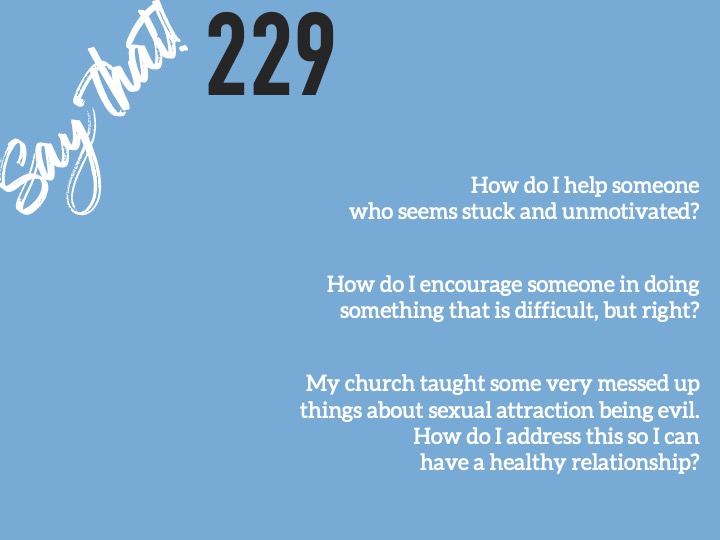 Say that!
229
How do I help someone
who seems stuck and unmotivated?
How do I encourage someone in doing
something that is difficult, but right?
My church taught some very messed up
things about sexual attraction being evil.
How do I address this so I can
have a healthy relationship?